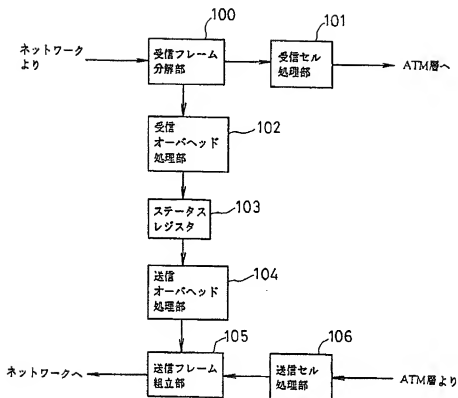 100
101
ネットワーク
より
受信フレーム
分解部
受信セル
処理部
ATM層へ
102
受信
オーバヘッド
処理部
103
ステータス
レジスタ
104
送信
オーバヘッド
処理部
105
106
ネットワークへ
送信フレーム
組立部
送信セル
処理部
ATM層より